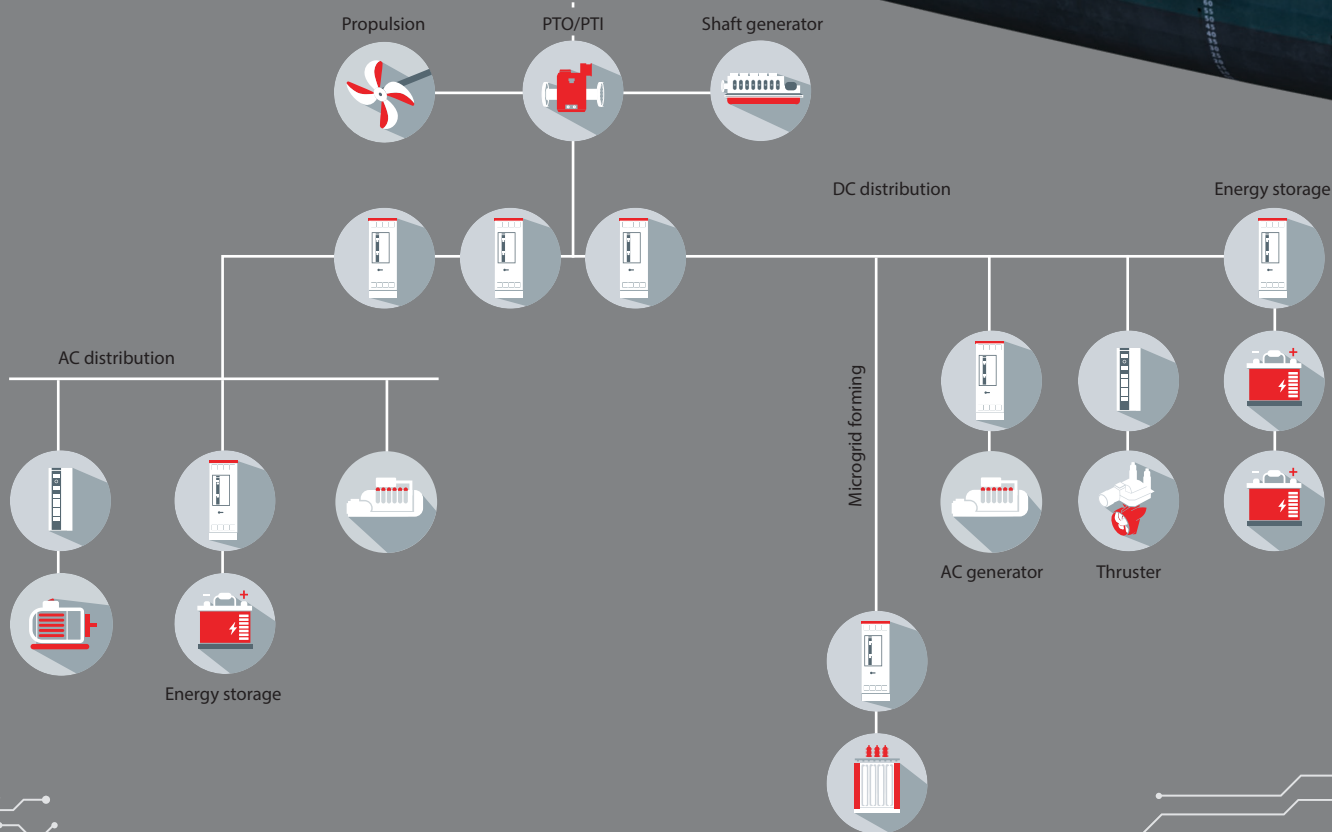 Propulsion
PTO/PTI
Shaft generator
DC distribution
Energy storage
AC distribution
Microgrid forming
AC generator
Thruster
Energy storage